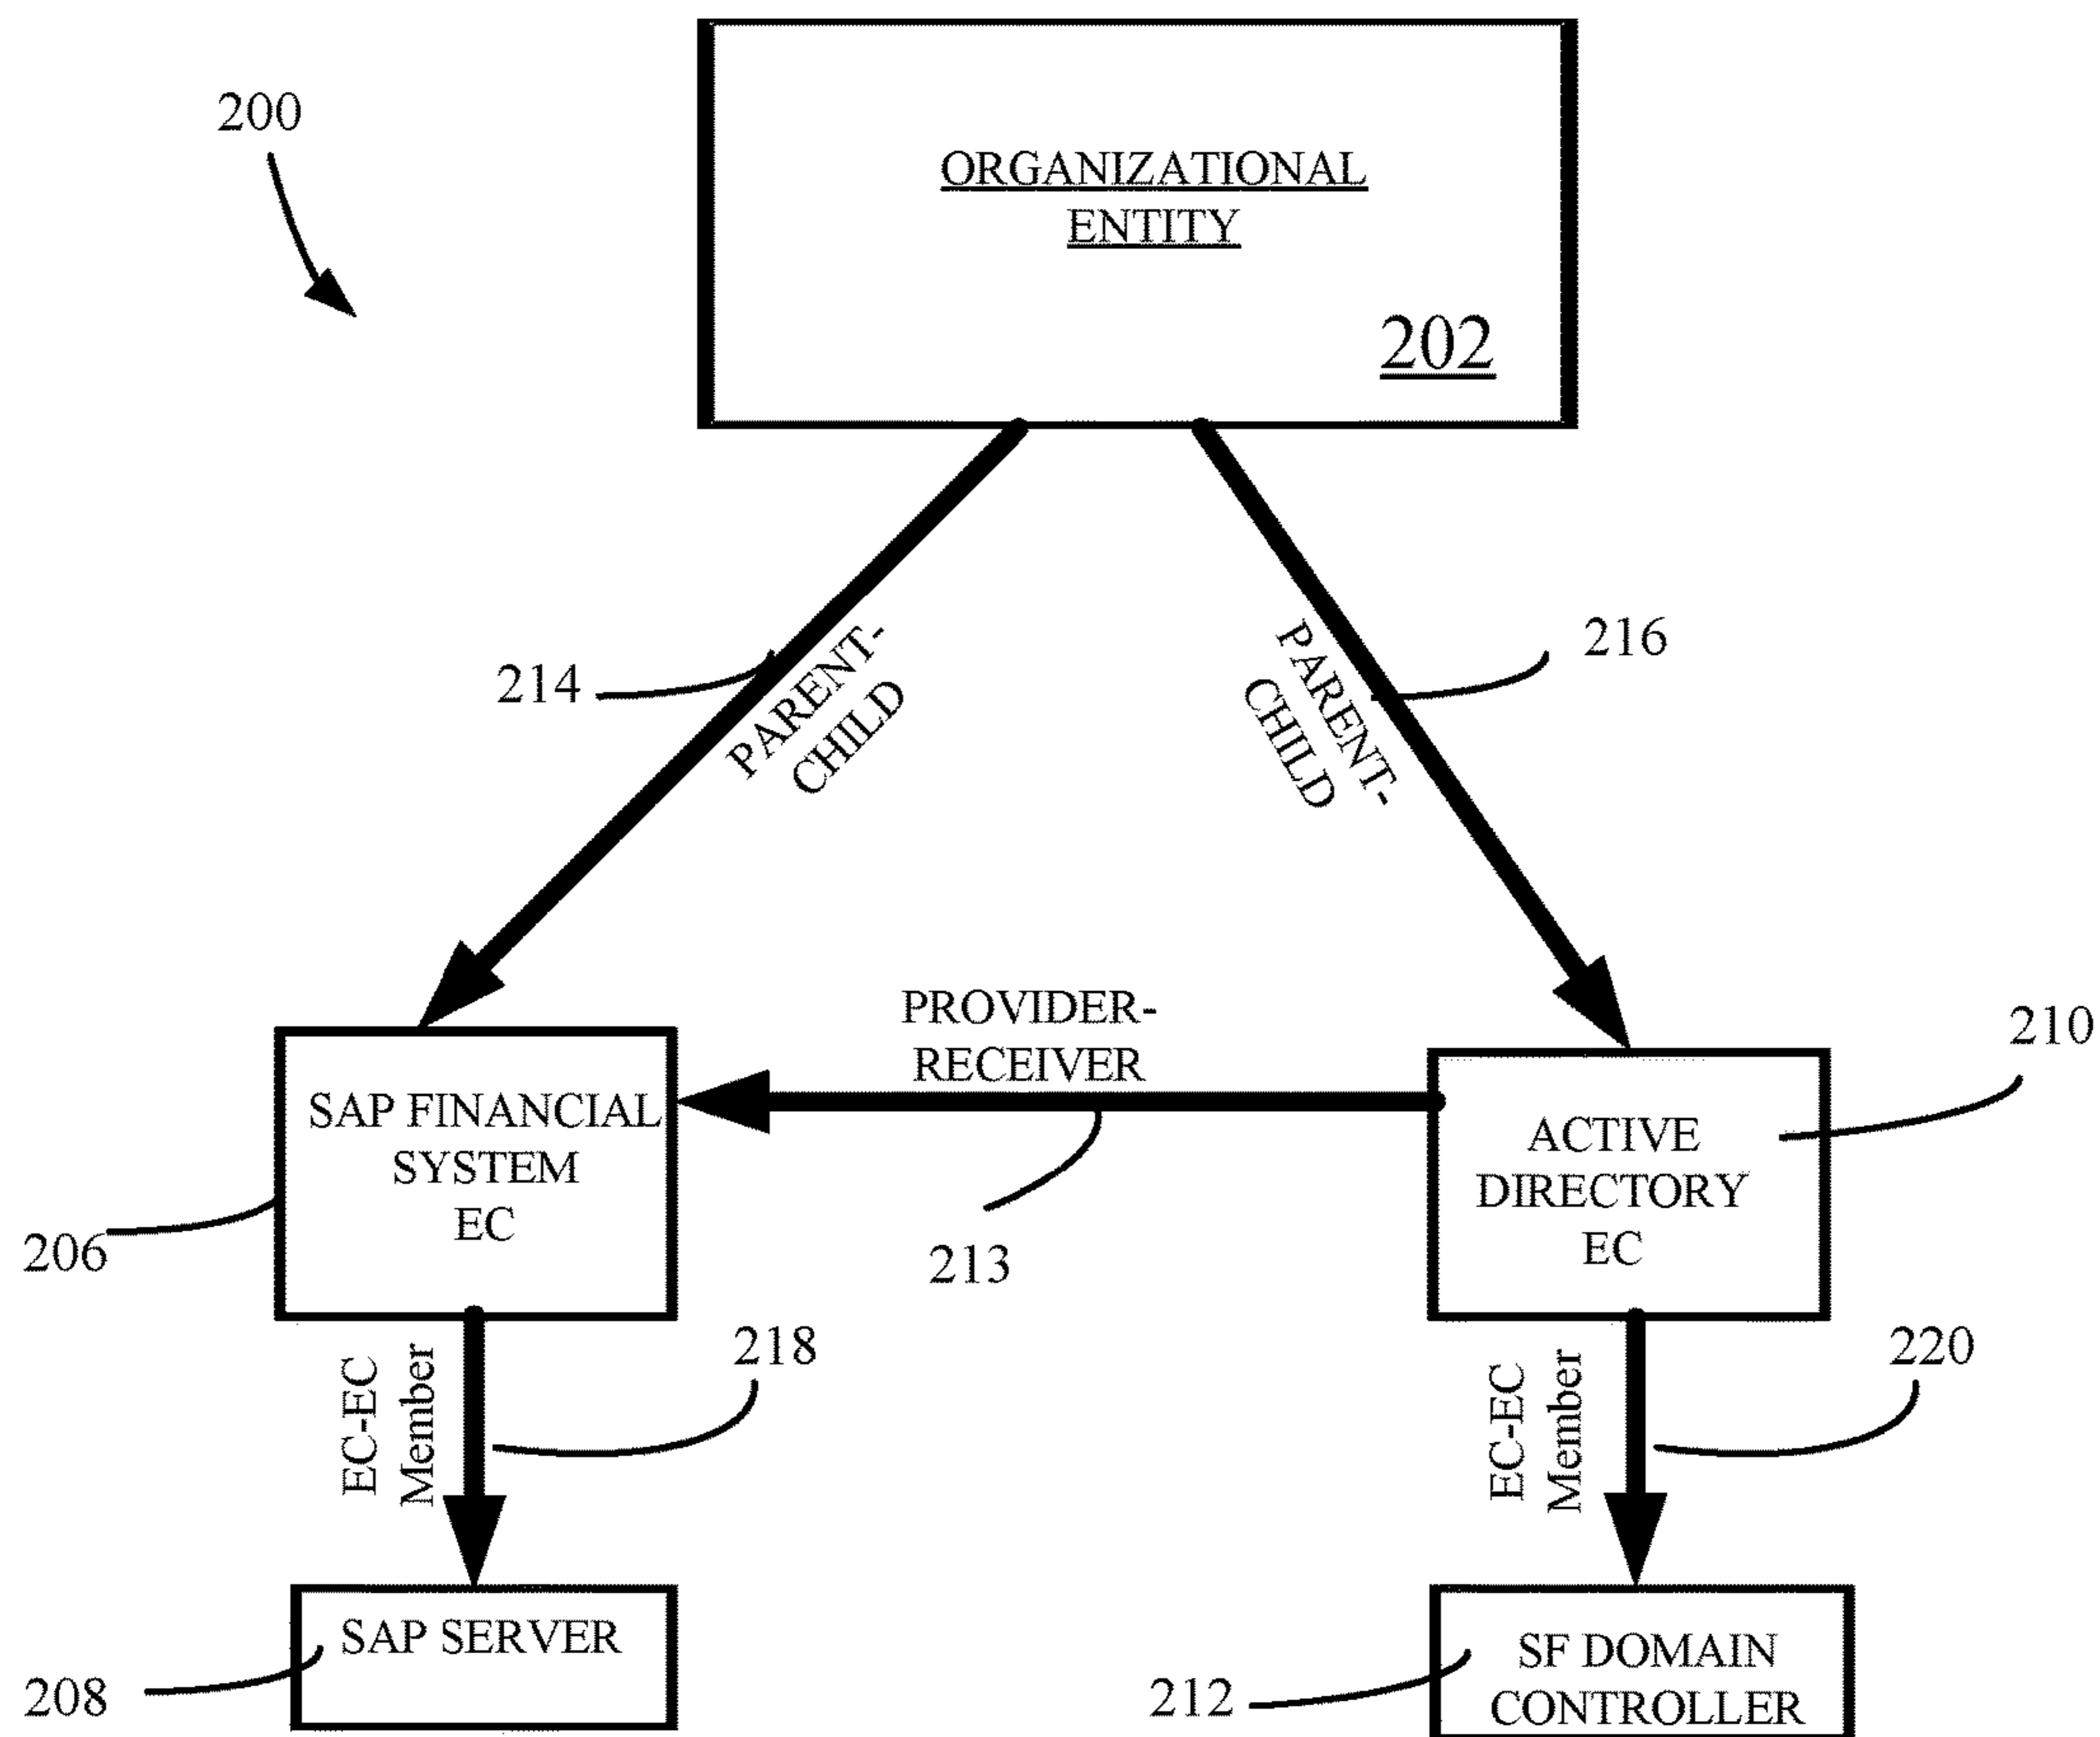 200
ORGANIZATIONAL
ENTITY
202
214
PARENT-
CHILD
PARENT-
CHILD
216
PROVIDER-
RECEIVER
213
SAP FINANCIAL
SYSTEM
EC
206
ACTIVE
DIRECTORY
EC
210
EC-EC
Member
218
EC-EC
Member
220
SAP SERVER
208
SF DOMAIN
CONTROLLER
212